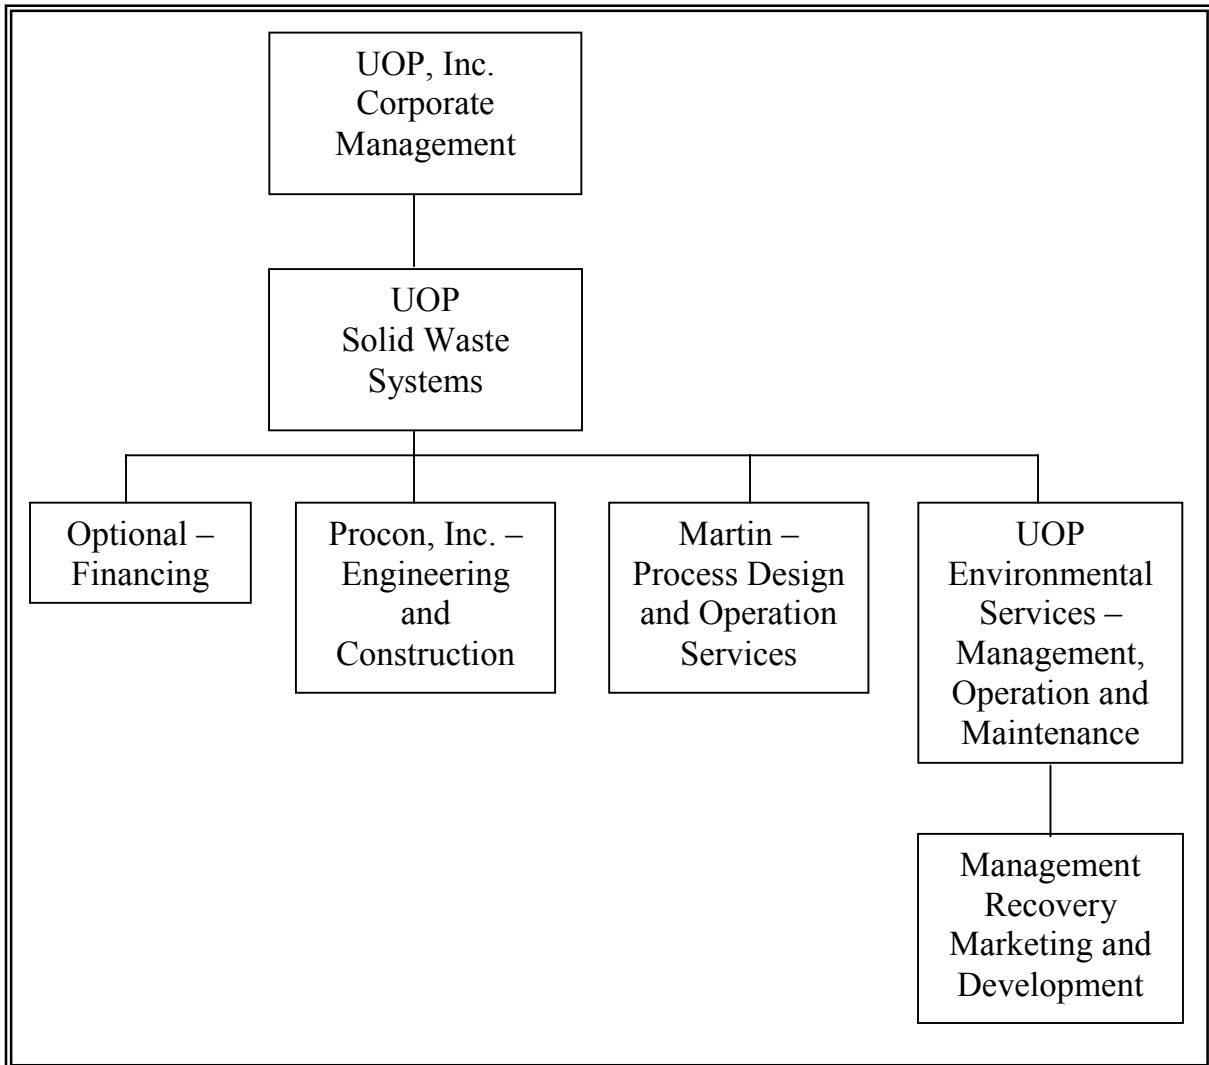 UOP, Inc.
Corporate
Management
UOP
Solid Waste
Systems
Optional –
Financing
Procon, Inc. –
Engineering
and
Construction
Martin –
Process Design
and Operation
Services
UOP
Environmental
Services –
Management,
Operation and
Maintenance
Management
Recovery
Marketing and
Development